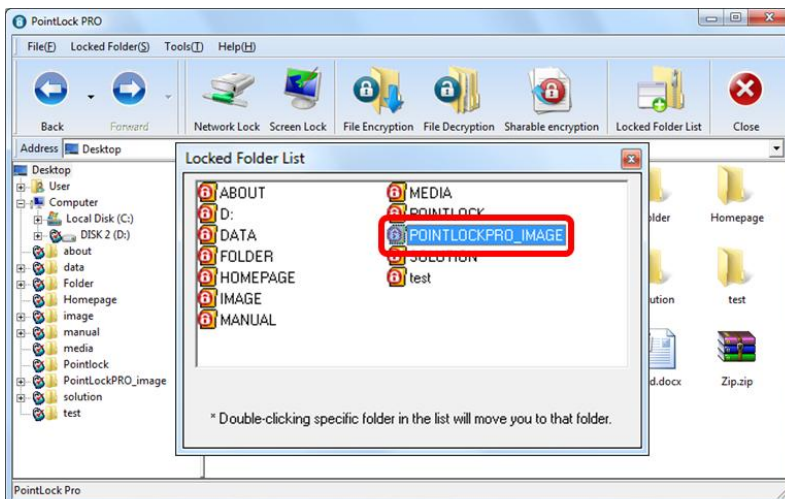 PointLock PRO
File(F) Locked Folder(S) Tools(T) Help(H)
Back Forward Network Lock Screen Lock File Encryption File Decryption Sharable encryption Locked Folder List Close
Address Desktop
Desktop
User
Computer
Local Disk (C:)
DISK 2 (D:)
about
data
Folder
Homepage
image
manual
media
Pointlock
PointLockPRO_image
solution
test
Locked Folder List
ABOUT
D:
DATA
FOLDER
HOMEPAGE
IMAGE
MANUAL
MEDIA
POINTLOCK
POINTLOCKPRO_IMAGE
SOLUTION
test
* Double-clicking specific folder in the list will move you to that folder.
lder Homepage
ution test
d.docx Zip.zip
PointLock Pro